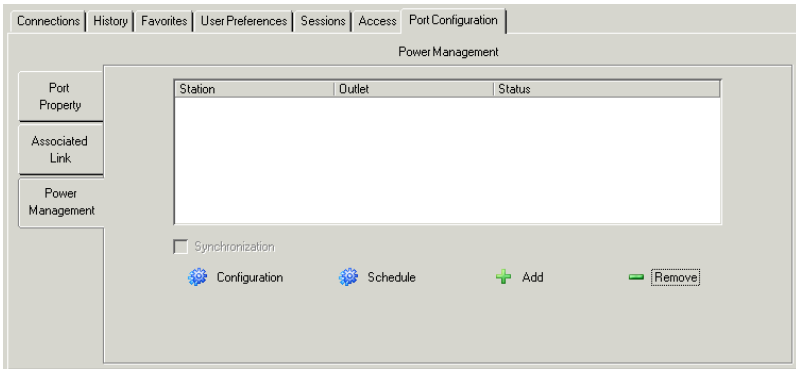 Connections History Favorites User Preferences Sessions Access Port Configuration
Power Management
Port
Property
Associated
Link
Power
Management
Station Outlet Status
Synchronization
Configuration Schedule Add Remove